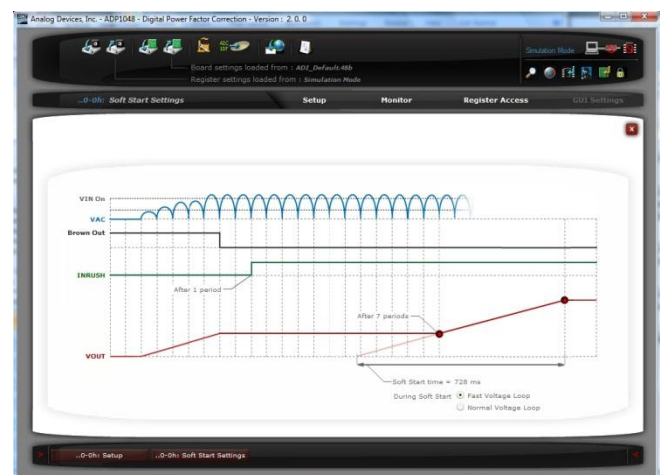 Analog Devices, Inc. - ADP1048 - Digital Power Factor Correction - Version : 2. 0. 0
Simulation Mode
Board settings loaded from : ADI_Default.48b
Register settings loaded from : Simulation Mode
..0-0h: Soft Start Settings
Setup
Monitor
Register Access
GUI Settings
VIN On
VAC
Brown Out
INRUSH
After 1 period
After 7 periods
VOUT
Soft Start time = 728 ms
During Soft Start
Fast Voltage Loop
Normal Voltage Loop
..0-0h: Setup
..0-0h: Soft Start Settings